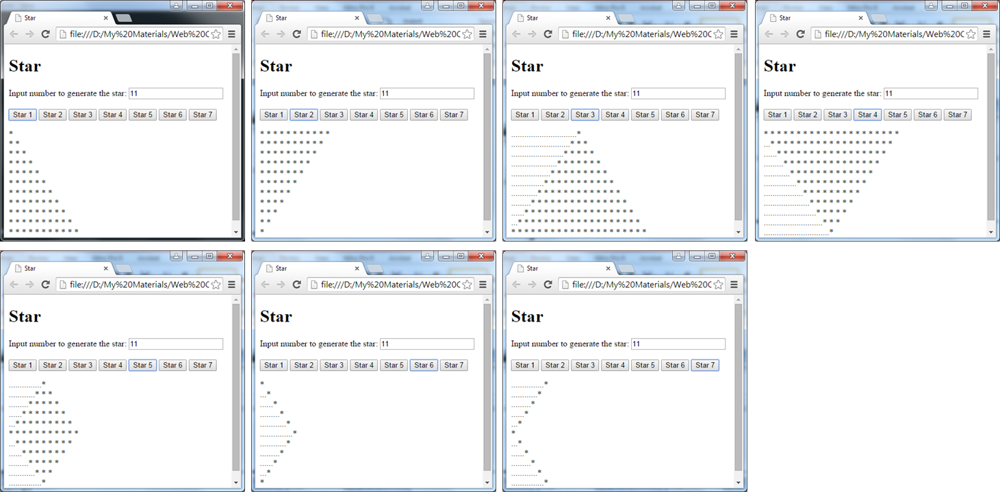 Star
file:///D:/My%20Materials/Web%20C
Star
Input number to generate the star: 11
Star 1 Star 2 Star 3 Star 4 Star 5 Star 6 Star 7
*
* *
* * *
* * * *
* * * * *
* * * * * *
* * * * * * *
* * * * * * * *
* * * * * * * * *
* * * * * * * * * *
* * * * * * * * * * *
Star
file:///D:/My%20Materials/Web%20C
Star
Input number to generate the star: 11
Star 1 Star 2 Star 3 Star 4 Star 5 Star 6 Star 7
* * * * * * * * * * *
* * * * * * * * * *
* * * * * * * * *
* * * * * * * *
* * * * * * *
* * * * * *
* * * * *
* * * *
* * *
* *
*
Star
file:///D:/My%20Materials/Web%20C
Star
Input number to generate the star: 11
Star 1 Star 2 Star 3 Star 4 Star 5 Star 6 Star 7
..............................*
...........................* * *
........................* * * * *
.....................* * * * * * *
..................* * * * * * * * *
...............* * * * * * * * * * *
............* * * * * * * * * * * * *
.........* * * * * * * * * * * * * * *
......* * * * * * * * * * * * * * * * *
...* * * * * * * * * * * * * * * * * * *
* * * * * * * * * * * * * * * * * * * * *
Star
file:///D:/My%20Materials/Web%20C
Star
Input number to generate the star: 11
Star 1 Star 2 Star 3 Star 4 Star 5 Star 6 Star 7
* * * * * * * * * * * * * * * * * * * * *
...* * * * * * * * * * * * * * * * * * *
......* * * * * * * * * * * * * * * * *
.........* * * * * * * * * * * * * * *
............* * * * * * * * * * * * *
...............* * * * * * * * * * *
..................* * * * * * * * *
.....................* * * * * * *
........................* * * * *
...........................* * *
..............................*
Star
file:///D:/My%20Materials/Web%20C
Star
Input number to generate the star: 11
Star 1 Star 2 Star 3 Star 4 Star 5 Star 6 Star 7
...............*
............* * *
.........* * * * *
......* * * * * * *
...* * * * * * * * *
* * * * * * * * * * *
...* * * * * * * * *
......* * * * * * *
.........* * * * *
............* * *
...............*
Star
file:///D:/My%20Materials/Web%20C
Star
Input number to generate the star: 11
Star 1 Star 2 Star 3 Star 4 Star 5 Star 6 Star 7
*
...*
......*
.........*
............*
...............*
............*
.........*
......*
...*
*
Star
file:///D:/My%20Materials/Web%20C
Star
Input number to generate the star: 11
Star 1 Star 2 Star 3 Star 4 Star 5 Star 6 Star 7
...............*
............*
.........*
......*
...*
*
...*
......*
.........*
............*
...............*